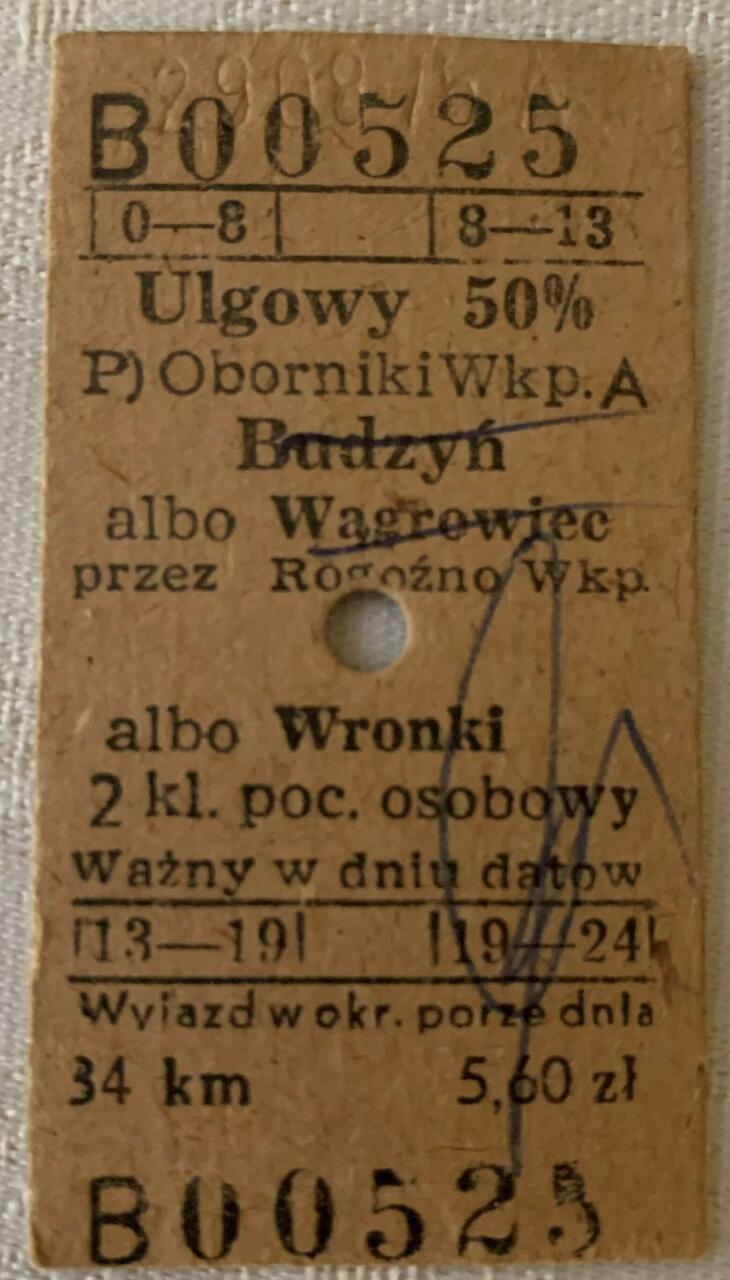 B00525
0—8 8—13
Ulgowy 50%
P) Oborniki Wkp. A
Budzyń
albo Wągrowiec
przez Rogoźno Wkp.
albo Wronki
2 kl. poc. osobowy
Ważny w dniu datow
13—19 19—24
Wyjazd w okr. porze dnia
34 km 5,60 zł
B00525